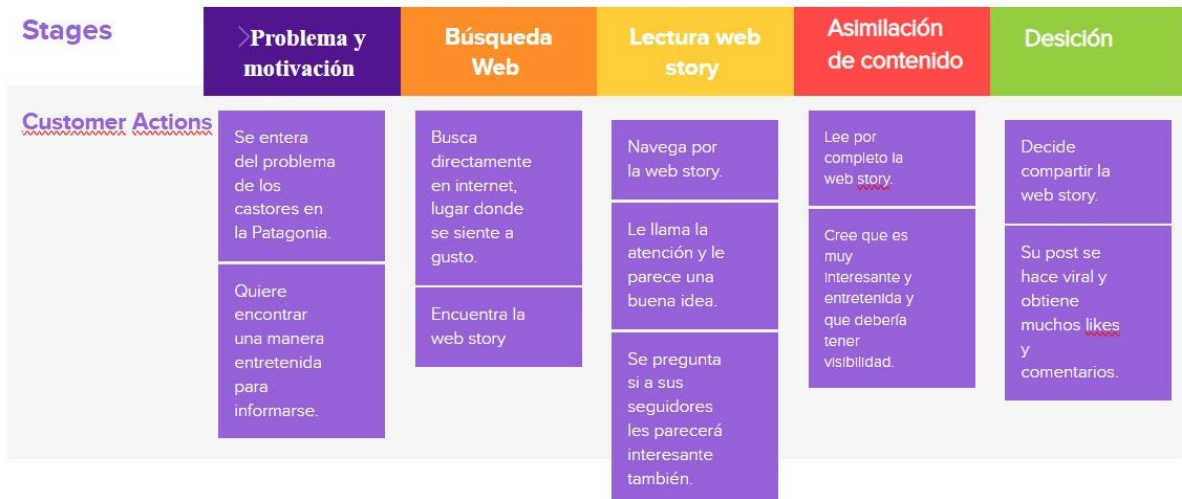 Stages
Problema y
motivación
Búsqueda
Web
Lectura web
story
Asimilación
de contenido
Desición
Customer Actions
Se entera
del problema
de los
castores en
la Patagonia.
Quiere
encontrar
una manera
entretenida
para
informarse.
Busca
directamente
en internet,
lugar donde
se siente a
gusto.
Encuentra la
web story
Navega por
la web story.
Le llama la
atención y le
parece una
buena idea.
Se pregunta
si a sus
seguidores
les parecerá
interesante
también.
Lee por
completo la
web story.
Cree que es
muy
interesante y
entretenida y
que debería
tener
visibilidad.
Decide
compartir la
web story.
Su post se
hace viral y
obtiene
muchos likes
y
comentarios.